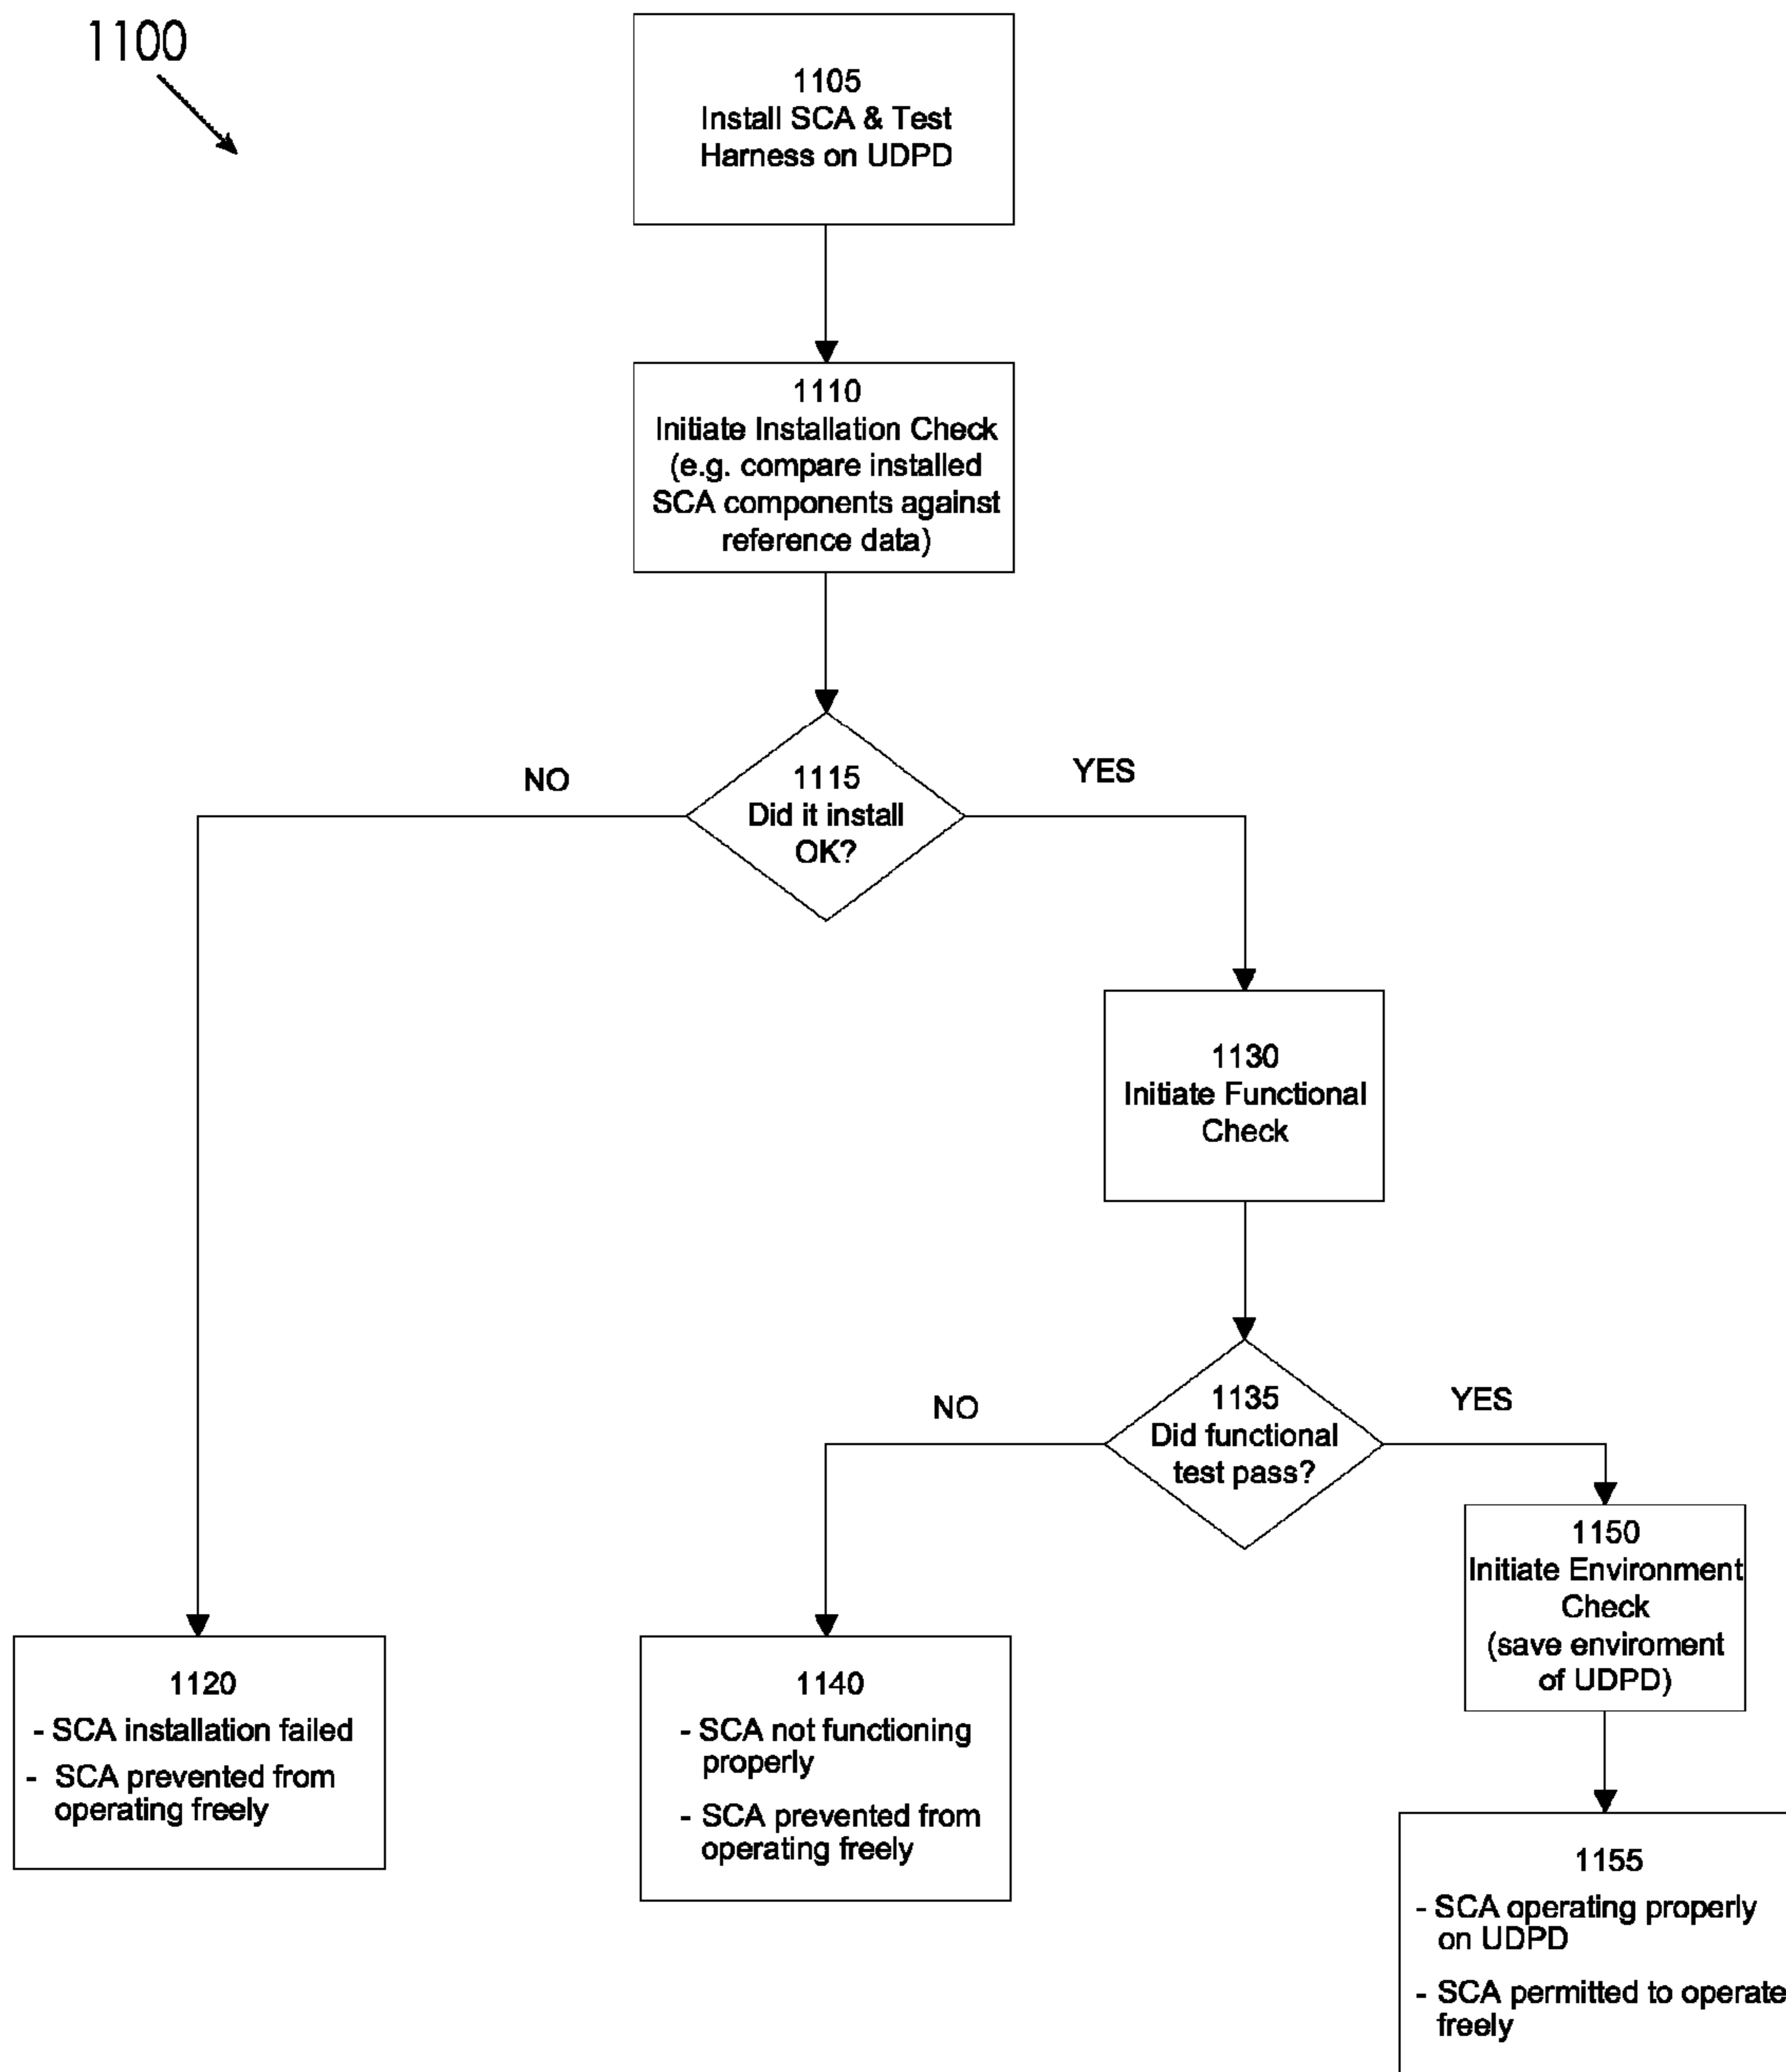 1100
1105
Install SCA & Test
Harness on UDPD
1110
Initiate Installation Check
(e.g. compare installed
SCA components against
reference data)
NO
YES
1115
Did it install
OK?
1130
Initiate Functional
Check
NO
YES
1135
Did functional
test pass?
1150
Initiate Environment
Check
(save enviroment
of UDPD)
1120
- SCA installation failed
- SCA prevented from
operating freely
1140
- SCA not functioning
properly
- SCA prevented from
operating freely
1155
- SCA operating properly
on UDPD
- SCA permitted to operate
freely